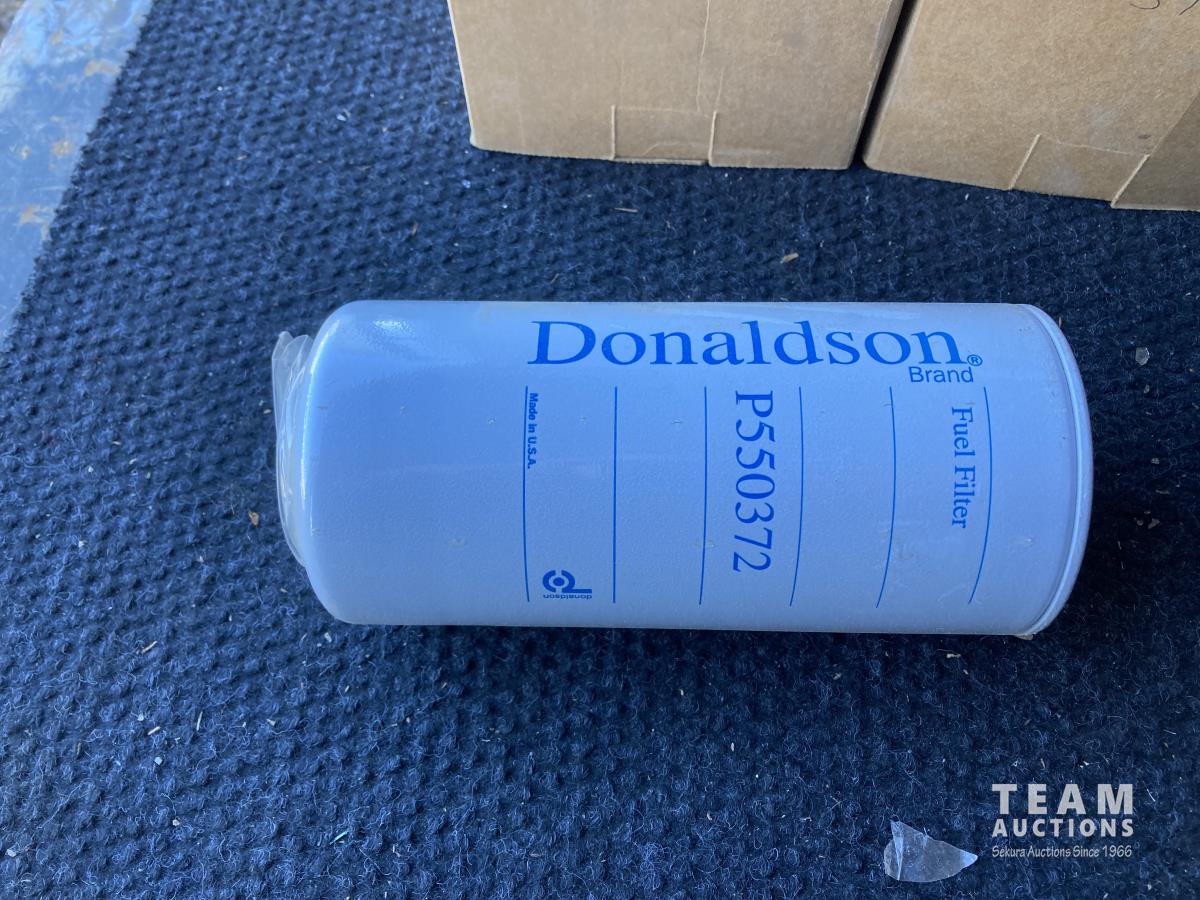 Donaldson®
Brand
Fuel Filter
P550372
Made in U.S.A.
donaldson
TEAM
AUCTIONS
Sekura Auctions Since 1966